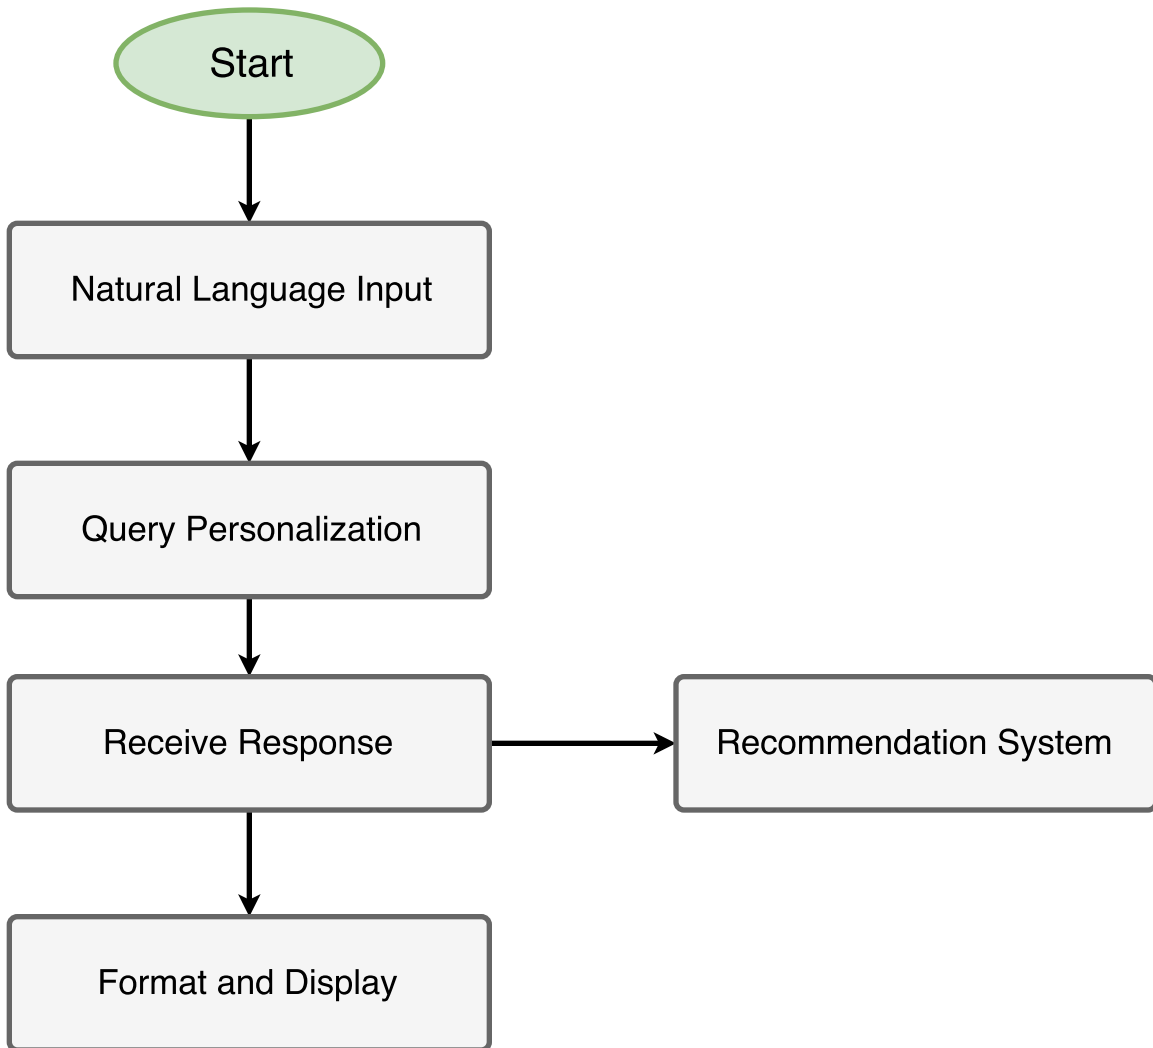 Start
Natural Language Input
Query Personalization
Receive Response
Recommendation System
Format and Display